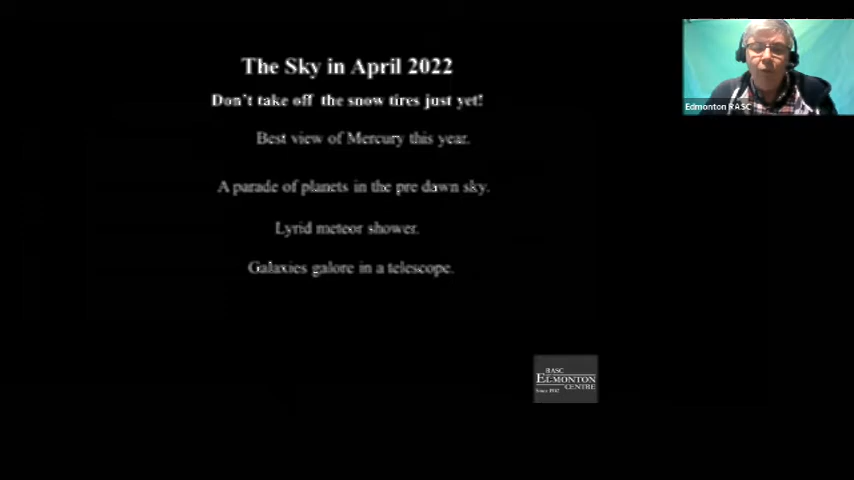 The Sky in April 2022
Don't take off the snow tires just yet!
Best view of Mercury this year.
A parade of planets in the pre dawn sky.
Lyrid meteor shower.
Galaxies galore in a telescope.
Edmonton RASC
RASC
EDMONTON
CENTRE
Since 1932